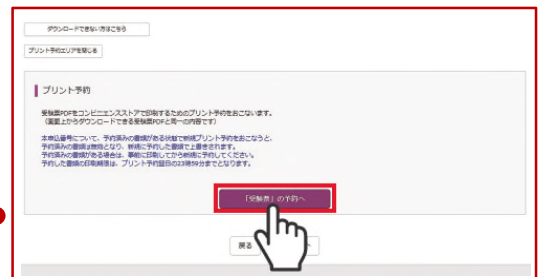 ダウンロードできない方はこちら
プリント予約エリアを閉じる
プリント予約
受験票PDFをコンビニエンスストアで印刷するためのプリント予約をおこないます。
（画面上からダウンロードできる受験票PDFと同一の内容です）
本申込番号について、予約済みの書類がある状態で新規プリント予約をおこなうと、
予約済みの書類は無効となり、新規に予約した書類で上書きされます。
予約済みの書類がある場合は、事前に印刷してから新規に予約してください。
予約した書類の印刷期限は、プリント予約翌日の23時59分までとなります。
「受験票」の予約へ
戻る
へ